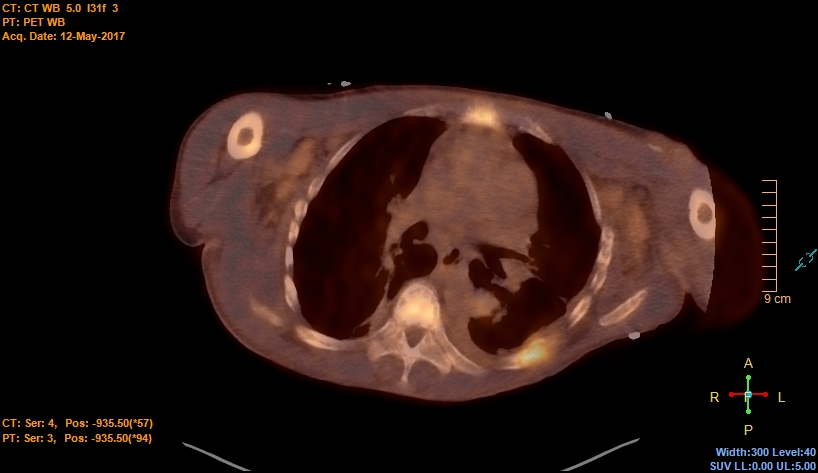 CT: CT WB 5.0 I31f 3
PT: PET WB
Acq. Date: 12-May-2017
9 cm
A
R F L
P
CT: Ser: 4, Pos: -935.50(*57)
PT: Ser: 3, Pos: -935.50(*94)
Width:300 Level:40
SUV LL:0.00 UL:5.00